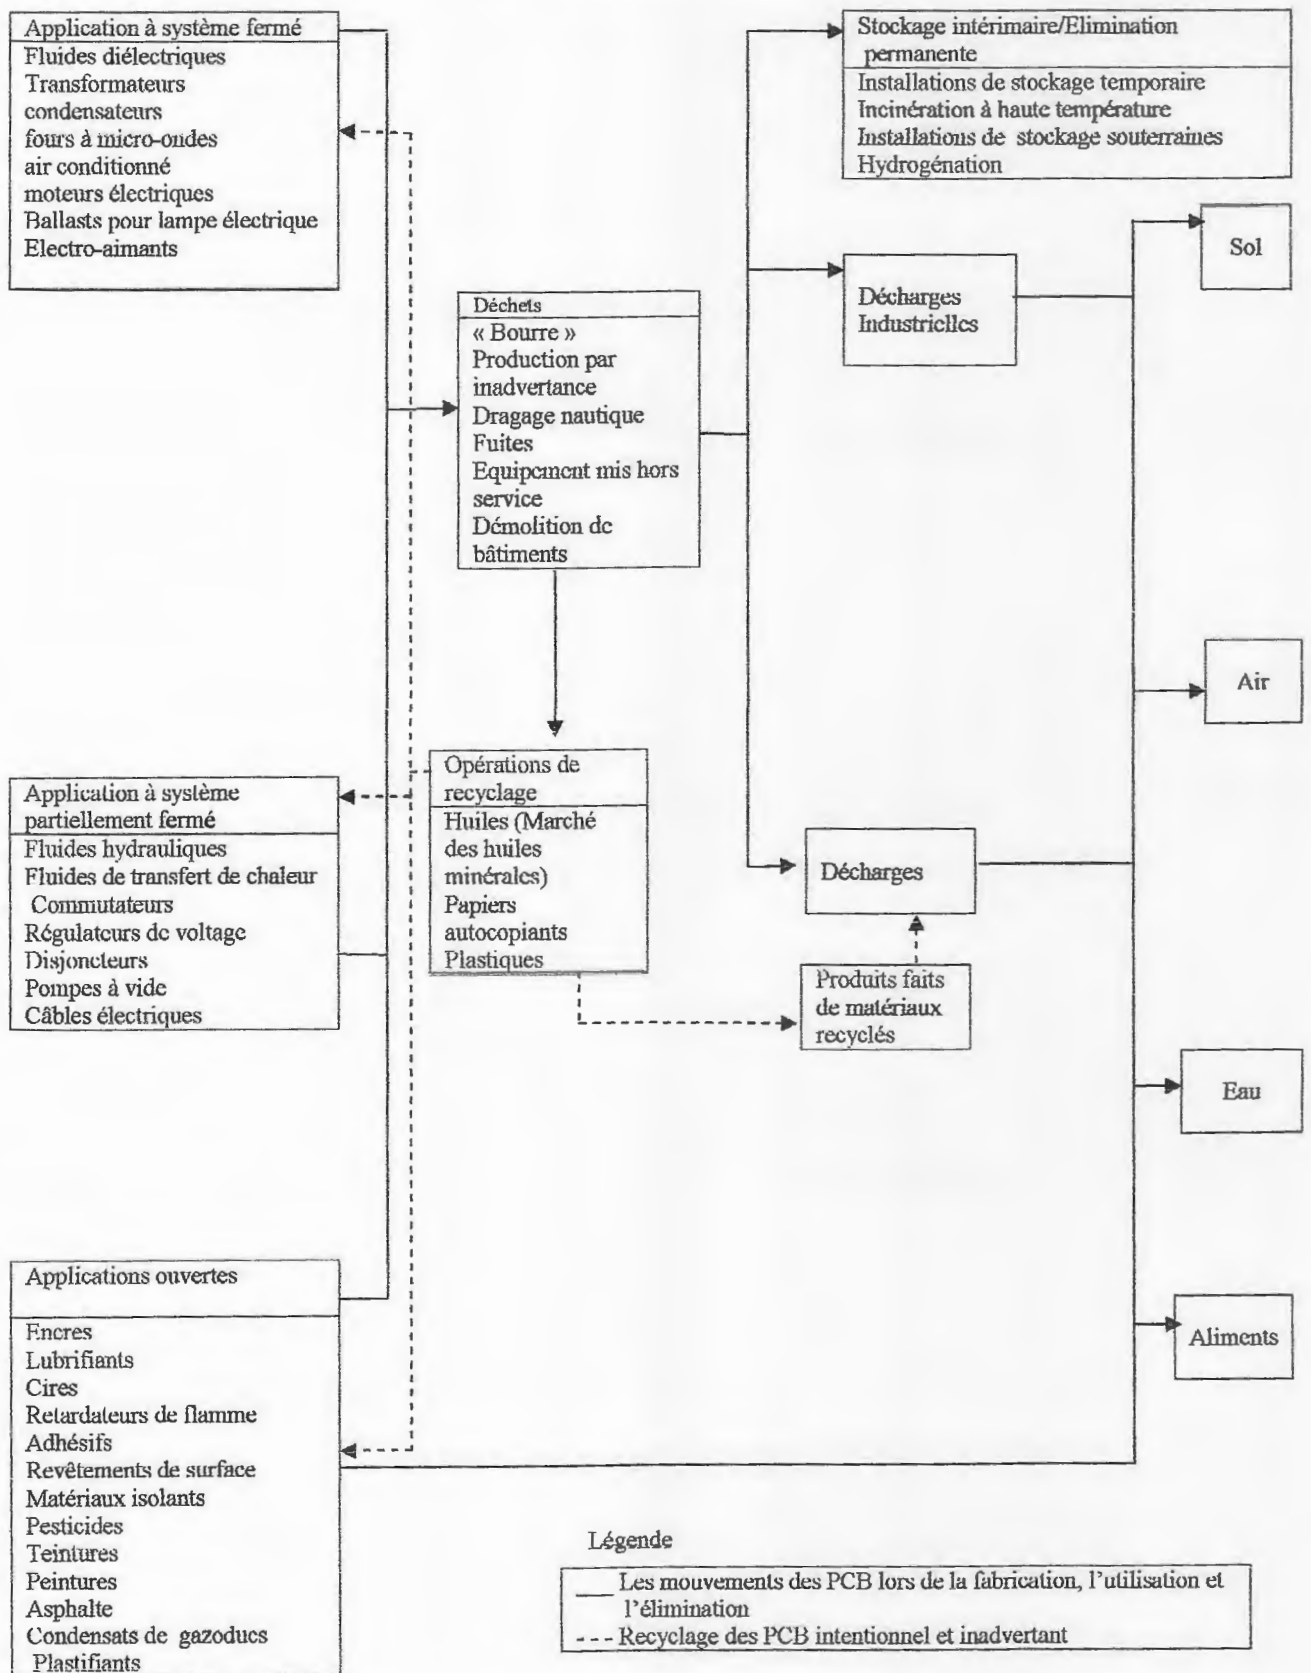 Application à système fermé
Fluides diélectriques
Transformateurs
condensateurs
fours à micro-ondes
air conditionné
moteurs électriques
Ballasts pour lampe électrique
Electro-aimants
Stockage intérimaire/Elimination
permanente
Installations de stockage temporaire
Incinération à haute température
Installations de stockage souterraines
Hydrogénation
Sol
Décharges
Industrielles
Déchets
« Bourre »
Production par
inadvertance
Dragage nautique
Fuites
Equipement mis hors
service
Démolition de
bâtiments
Air
Application à système
partiellement fermé
Fluides hydrauliques
Fluides de transfert de chaleur
Commutateurs
Régulateurs de voltage
Disjoncteurs
Pompes à vide
Câbles électriques
Opérations de
recyclage
Huiles (Marché
des huiles
minérales)
Papiers
autocopiants
Plastiques
Décharges
Produits faits
de matériaux
recyclés
Eau
Aliments
Applications ouvertes
Encres
Lubrifiants
Cires
Retardateurs de flamme
Adhésifs
Revêtements de surface
Matériaux isolants
Pesticides
Teintures
Peintures
Asphalte
Condensats de gazoducs
Plastifiants
Légende
Les mouvements des PCB lors de la fabrication, l'utilisation et
l'élimination
Recyclage des PCB intentionnel et inadvertant